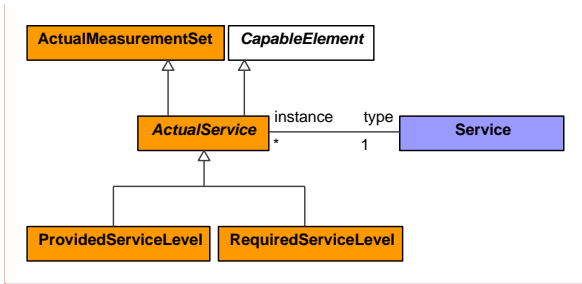 ActualMeasurementSet
CapableElement
ActualService
instance
type
*
1
Service
ProvidedServiceLevel
RequiredServiceLevel